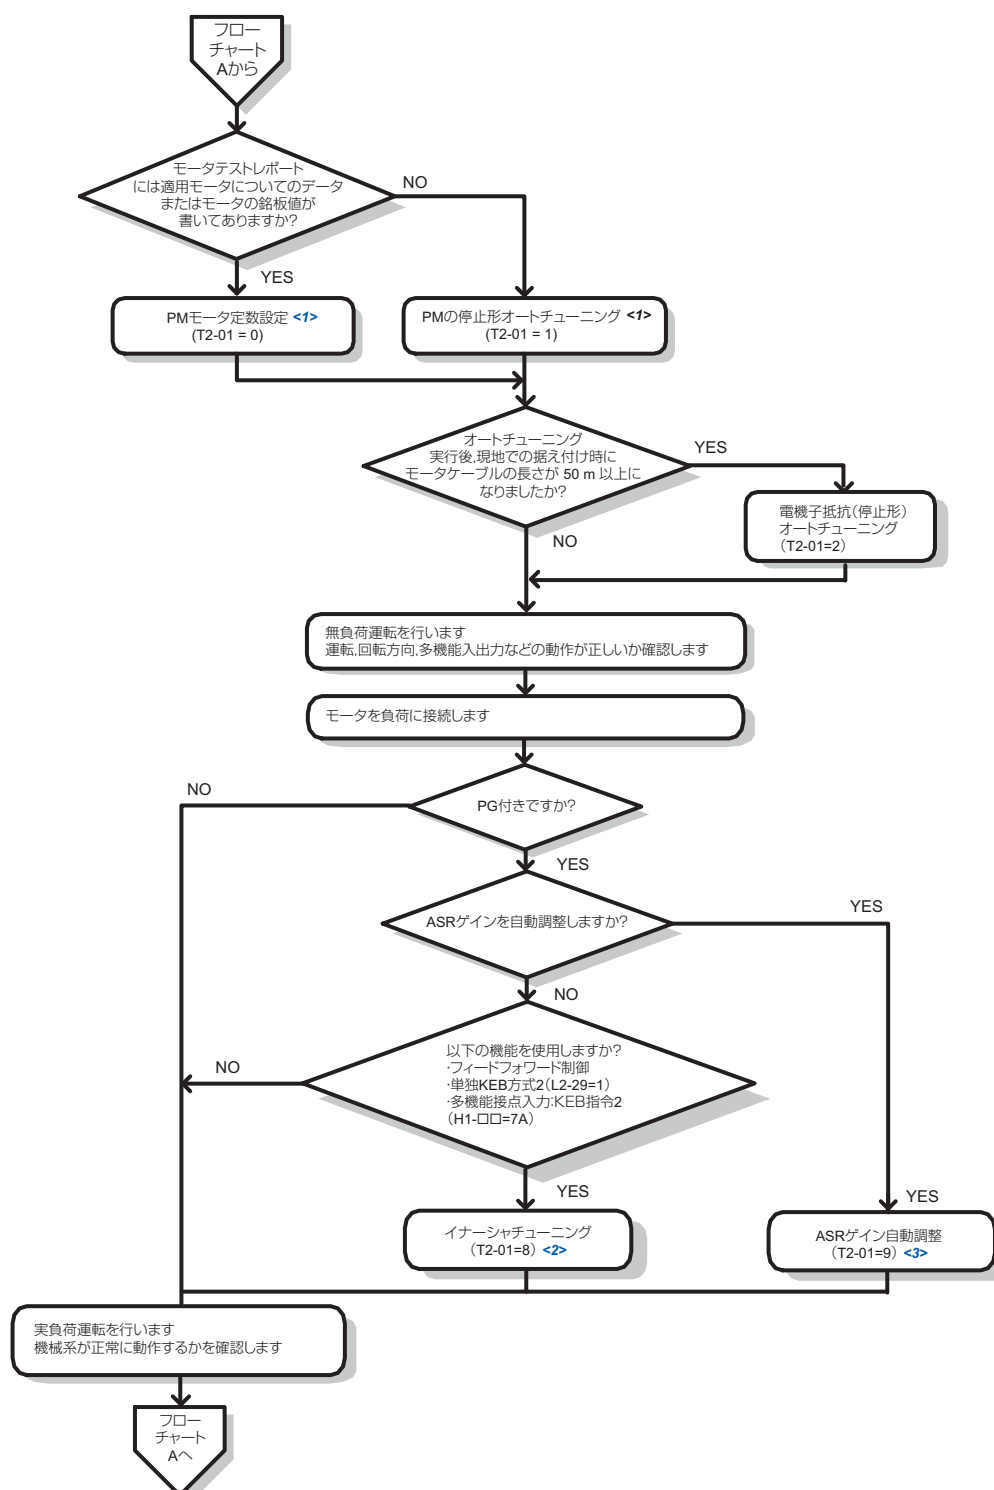 フロー
チャート
Aから
モータテストレポート
には適用モータについてのデータ
またはモータの銘板値が
書いてありますか?
NO
YES
PMモータ定数設定 <1>
(T2-01 = 0)
PMの停止形オートチューニング <1>
(T2-01 = 1)
オートチューニング
実行後,現地での据え付け時に
モータケーブルの長さが 50 m 以上に
なりましたか?
YES
NO
電機子抵抗(停止形)
オートチューニング
(T2-01=2)
無負荷運転を行います
運転,回転方向,多機能入出力などの動作が正しいか確認します
モータを負荷に接続します
NO
PG付きですか?
YES
ASRゲインを自動調整しますか?
YES
NO
NO
以下の機能を使用しますか?
・フィードフォワード制御
・単独KEB方式2(L2-29=1)
・多機能接点入力:KEB指令2
(H1-□□=7A)
YES
YES
イナーシャチューニング
(T2-01=8) <2>
ASRゲイン自動調整
(T2-01=9) <3>
実負荷運転を行います
機械系が正常に動作するかを確認します
フロー
チャート
Aへ